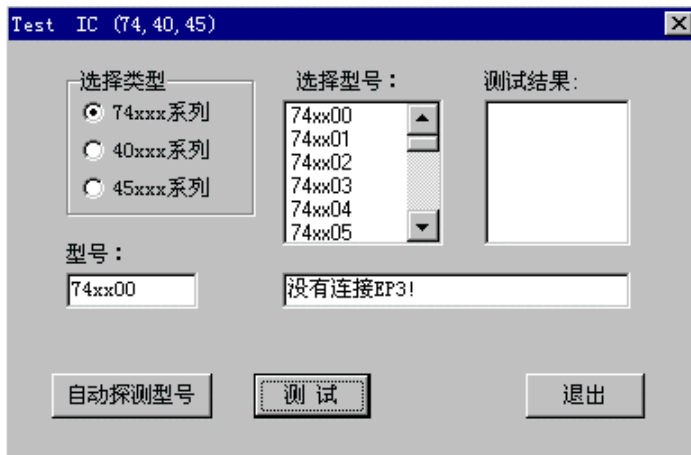 Test IC (74,40,45)
选择类型
74xxx系列
40xxx系列
45xxx系列
选择型号：
74xx00
74xx01
74xx02
74xx03
74xx04
74xx05
测试结果:
型号：
74xx00
没有连接EP3!
自动探测型号
测 试
退出